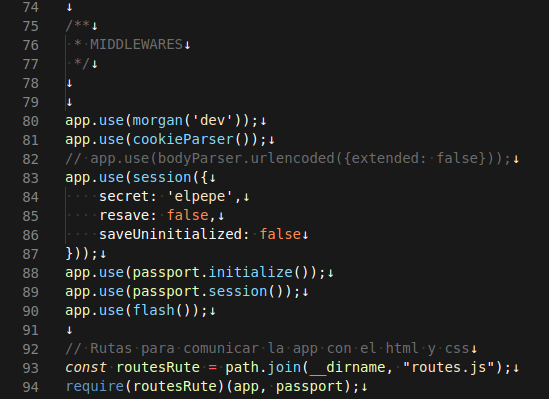 74 ↓
75 /**↓
76  * MIDDLEWARES↓
77  */↓
78 ↓
79 ↓
80 app.use(morgan('dev'));↓
81 app.use(cookieParser());↓
82 // app.use(bodyParser.urlencoded({extended: false}));↓
83 app.use(session({↓
84 ····secret: 'elpepe',↓
85 ····resave: false,↓
86 ····saveUninitialized: false↓
87 }));↓
88 app.use(passport.initialize());↓
89 app.use(passport.session());↓
90 app.use(flash());↓
91 ↓
92 // Rutas para comunicar la app con el html y css↓
93 const routesRute = path.join(__dirname, "routes.js");↓
94 require(routesRute)(app, passport);↓